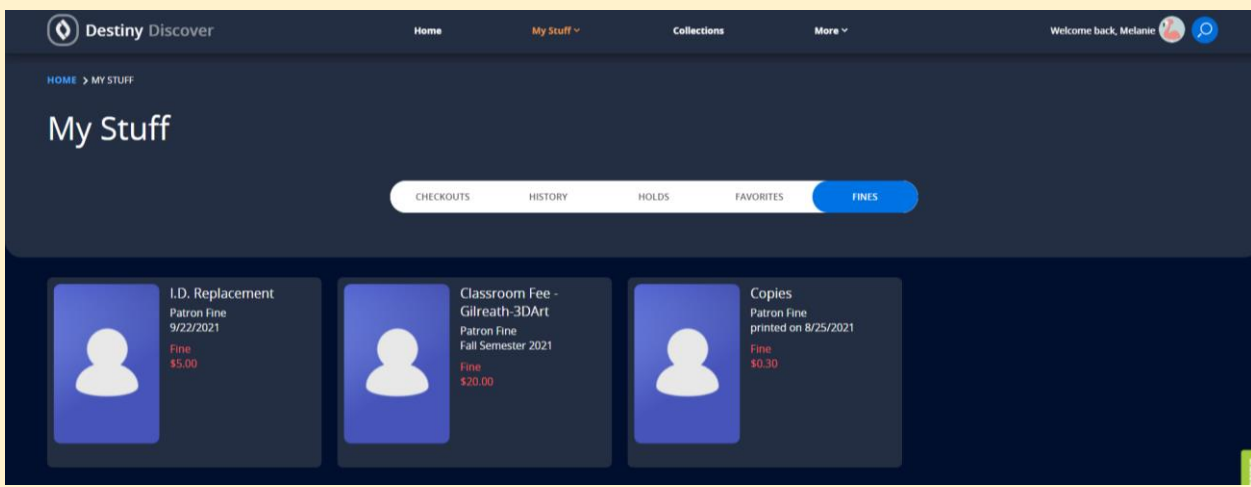 Destiny Discover
Home
My Stuff
Collections
More
Welcome back, Melanie
HOME > MY STUFF
My Stuff
CHECKOUTS
HISTORY
HOLDS
FAVORITES
FINES
I.D. Replacement
Patron Fine
9/22/2021
Fine
$5.00
Classroom Fee -
Gilreath-3DArt
Patron Fine
Fall Semester 2021
Fine
$20.00
Copies
Patron Fine
printed on 8/25/2021
Fine
$0.30